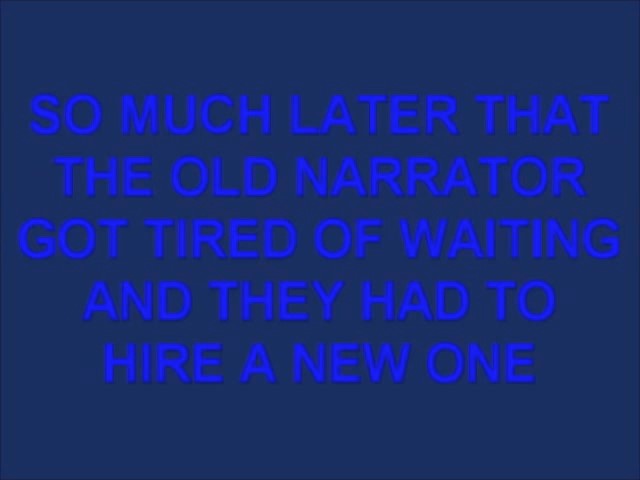 SO MUCH LATER THAT
THE OLD NARRATOR
GOT TIRED OF WAITING
AND THEY HAD TO
HIRE A NEW ONE